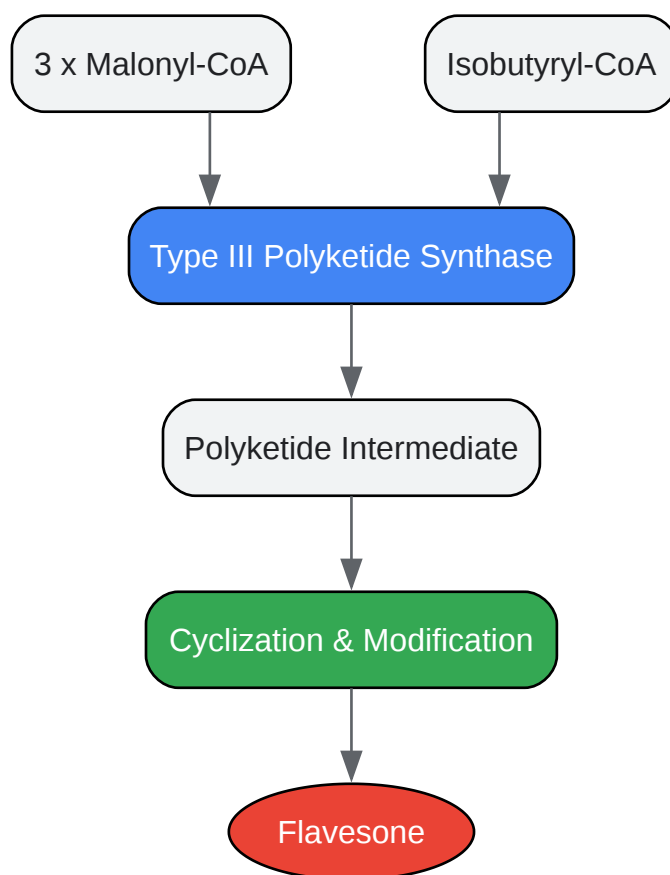 3 x Malonyl-CoA
Isobutyryl-CoA
Type III Polyketide Synthase
Polyketide Intermediate
Cyclization & Modification
Flavesone